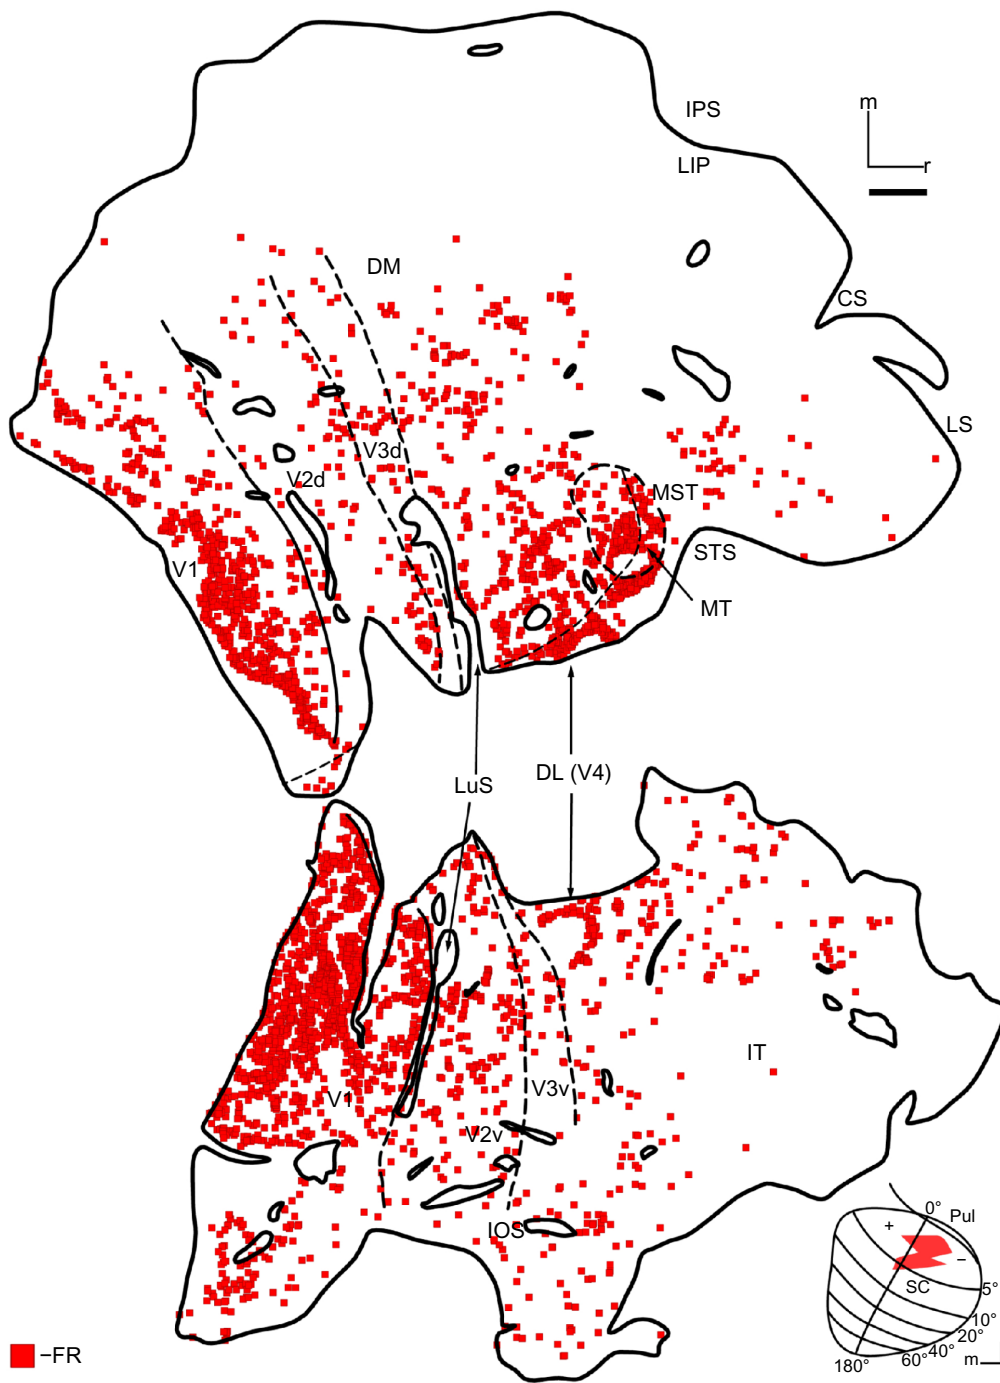 IPS
m
LIP
r
DM
CS
LS
V3d
V2d
MST
STS
V1
MT
DL (V4)
LuS
IT
V1
V3v
V2v
IOS
0°
Pul
+
−
SC
5°
10°
20°
40°
60°
180°
m
−FR